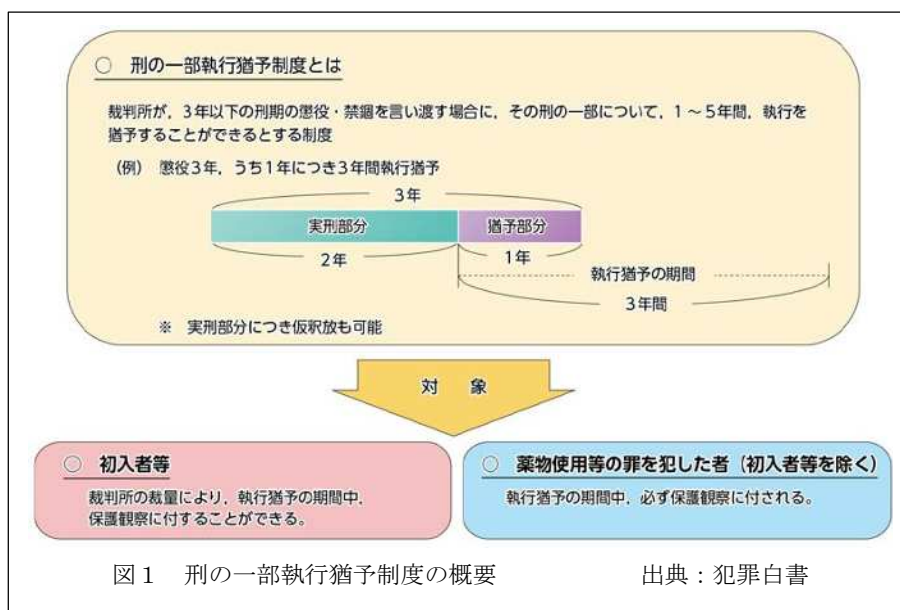 ○ 刑の一部執行猶予制度とは
裁判所が，3年以下の刑期の懲役・禁錮を言い渡す場合に，その刑の一部について，1～5年間，執行を
猶予することができるとする制度
（例） 懲役3年，うち1年につき3年間執行猶予
3年
実刑部分 猶予部分
2年 1年
執行猶予の期間
3年間
※ 実刑部分につき仮釈放も可能
対 象
○ 初入者等
裁判所の裁量により，執行猶予の期間中，
保護観察に付することができる。
○ 薬物使用等の罪を犯した者（初入者等を除く）
執行猶予の期間中，必ず保護観察に付される。
図1 刑の一部執行猶予制度の概要 出典：犯罪白書